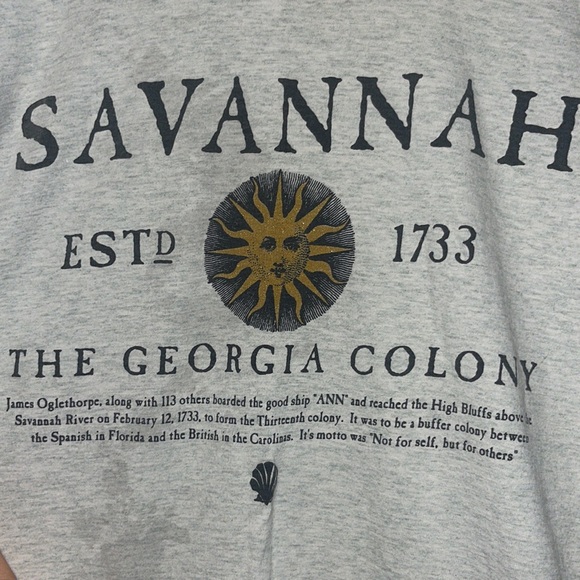 SAVANNAH
ESTD 1733
THE GEORGIA COLONY
James Oglethorpe, along with 113 others boarded the good ship "ANN" and reached the High Bluffs above the
Savannah River on February 12, 1733, to form the Thirteenth colony. It was to be a buffer colony between
the Spanish in Florida and the British in the Carolinas. It's motto was "Not for self, but for others"